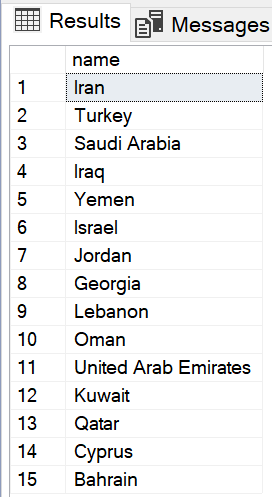 Results Messages
name
1 Iran
2 Turkey
3 Saudi Arabia
4 Iraq
5 Yemen
6 Israel
7 Jordan
8 Georgia
9 Lebanon
10 Oman
11 United Arab Emirates
12 Kuwait
13 Qatar
14 Cyprus
15 Bahrain